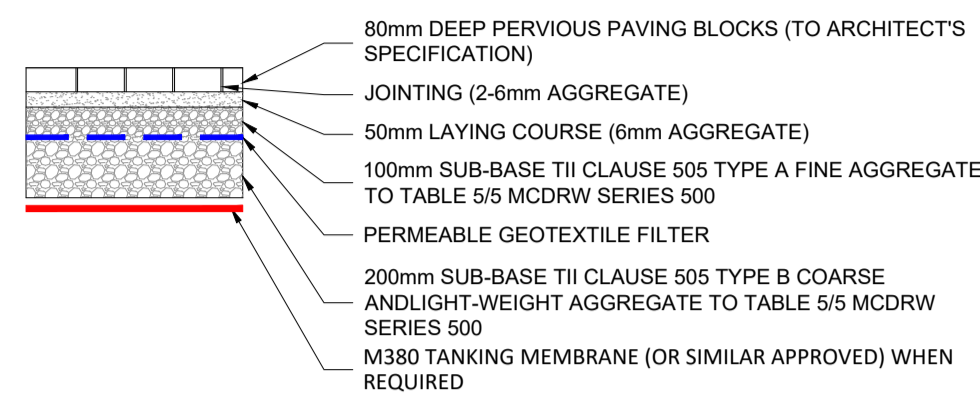 80mm DEEP PERVIOUS PAVING BLOCKS (TO ARCHITECT'S
SPECIFICATION)
JOINTING (2-6mm AGGREGATE)
50mm LAYING COURSE (6mm AGGREGATE)
100mm SUB-BASE TII CLAUSE 505 TYPE A FINE AGGREGATE
TO TABLE 5/5 MCDRW SERIES 500
PERMEABLE GEOTEXTILE FILTER
200mm SUB-BASE TII CLAUSE 505 TYPE B COARSE
ANDLIGHT-WEIGHT AGGREGATE TO TABLE 5/5 MCDRW
SERIES 500
M380 TANKING MEMBRANE (OR SIMILAR APPROVED) WHEN
REQUIRED